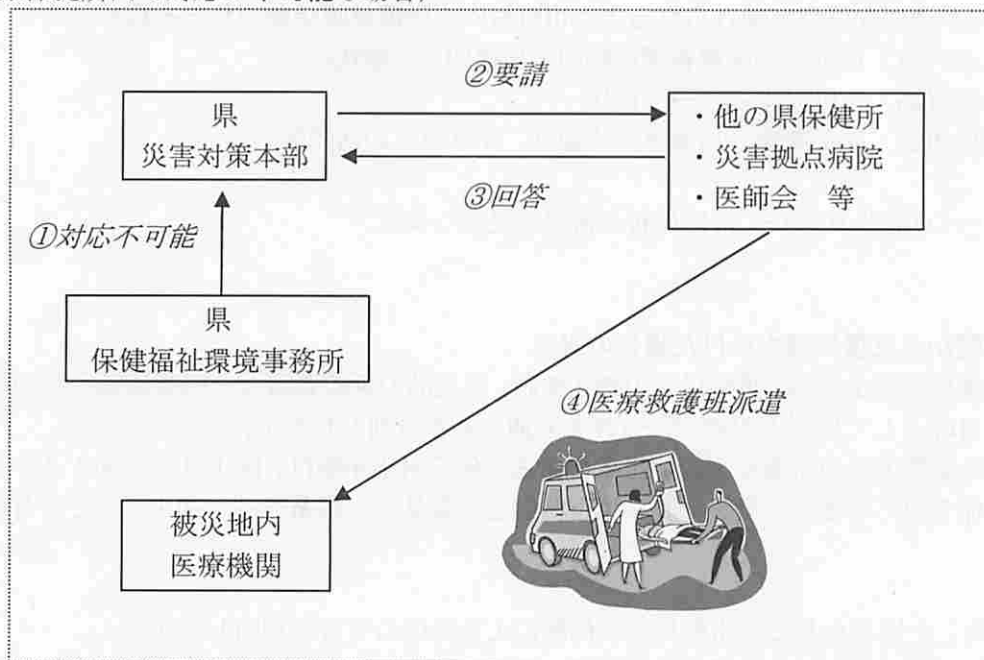 ②要請
県
災害対策本部
・他の県保健所
・災害拠点病院
・医師会　等
③回答
①対応不可能
県
保健福祉環境事務所
④医療救護班派遣
被災地内
医療機関